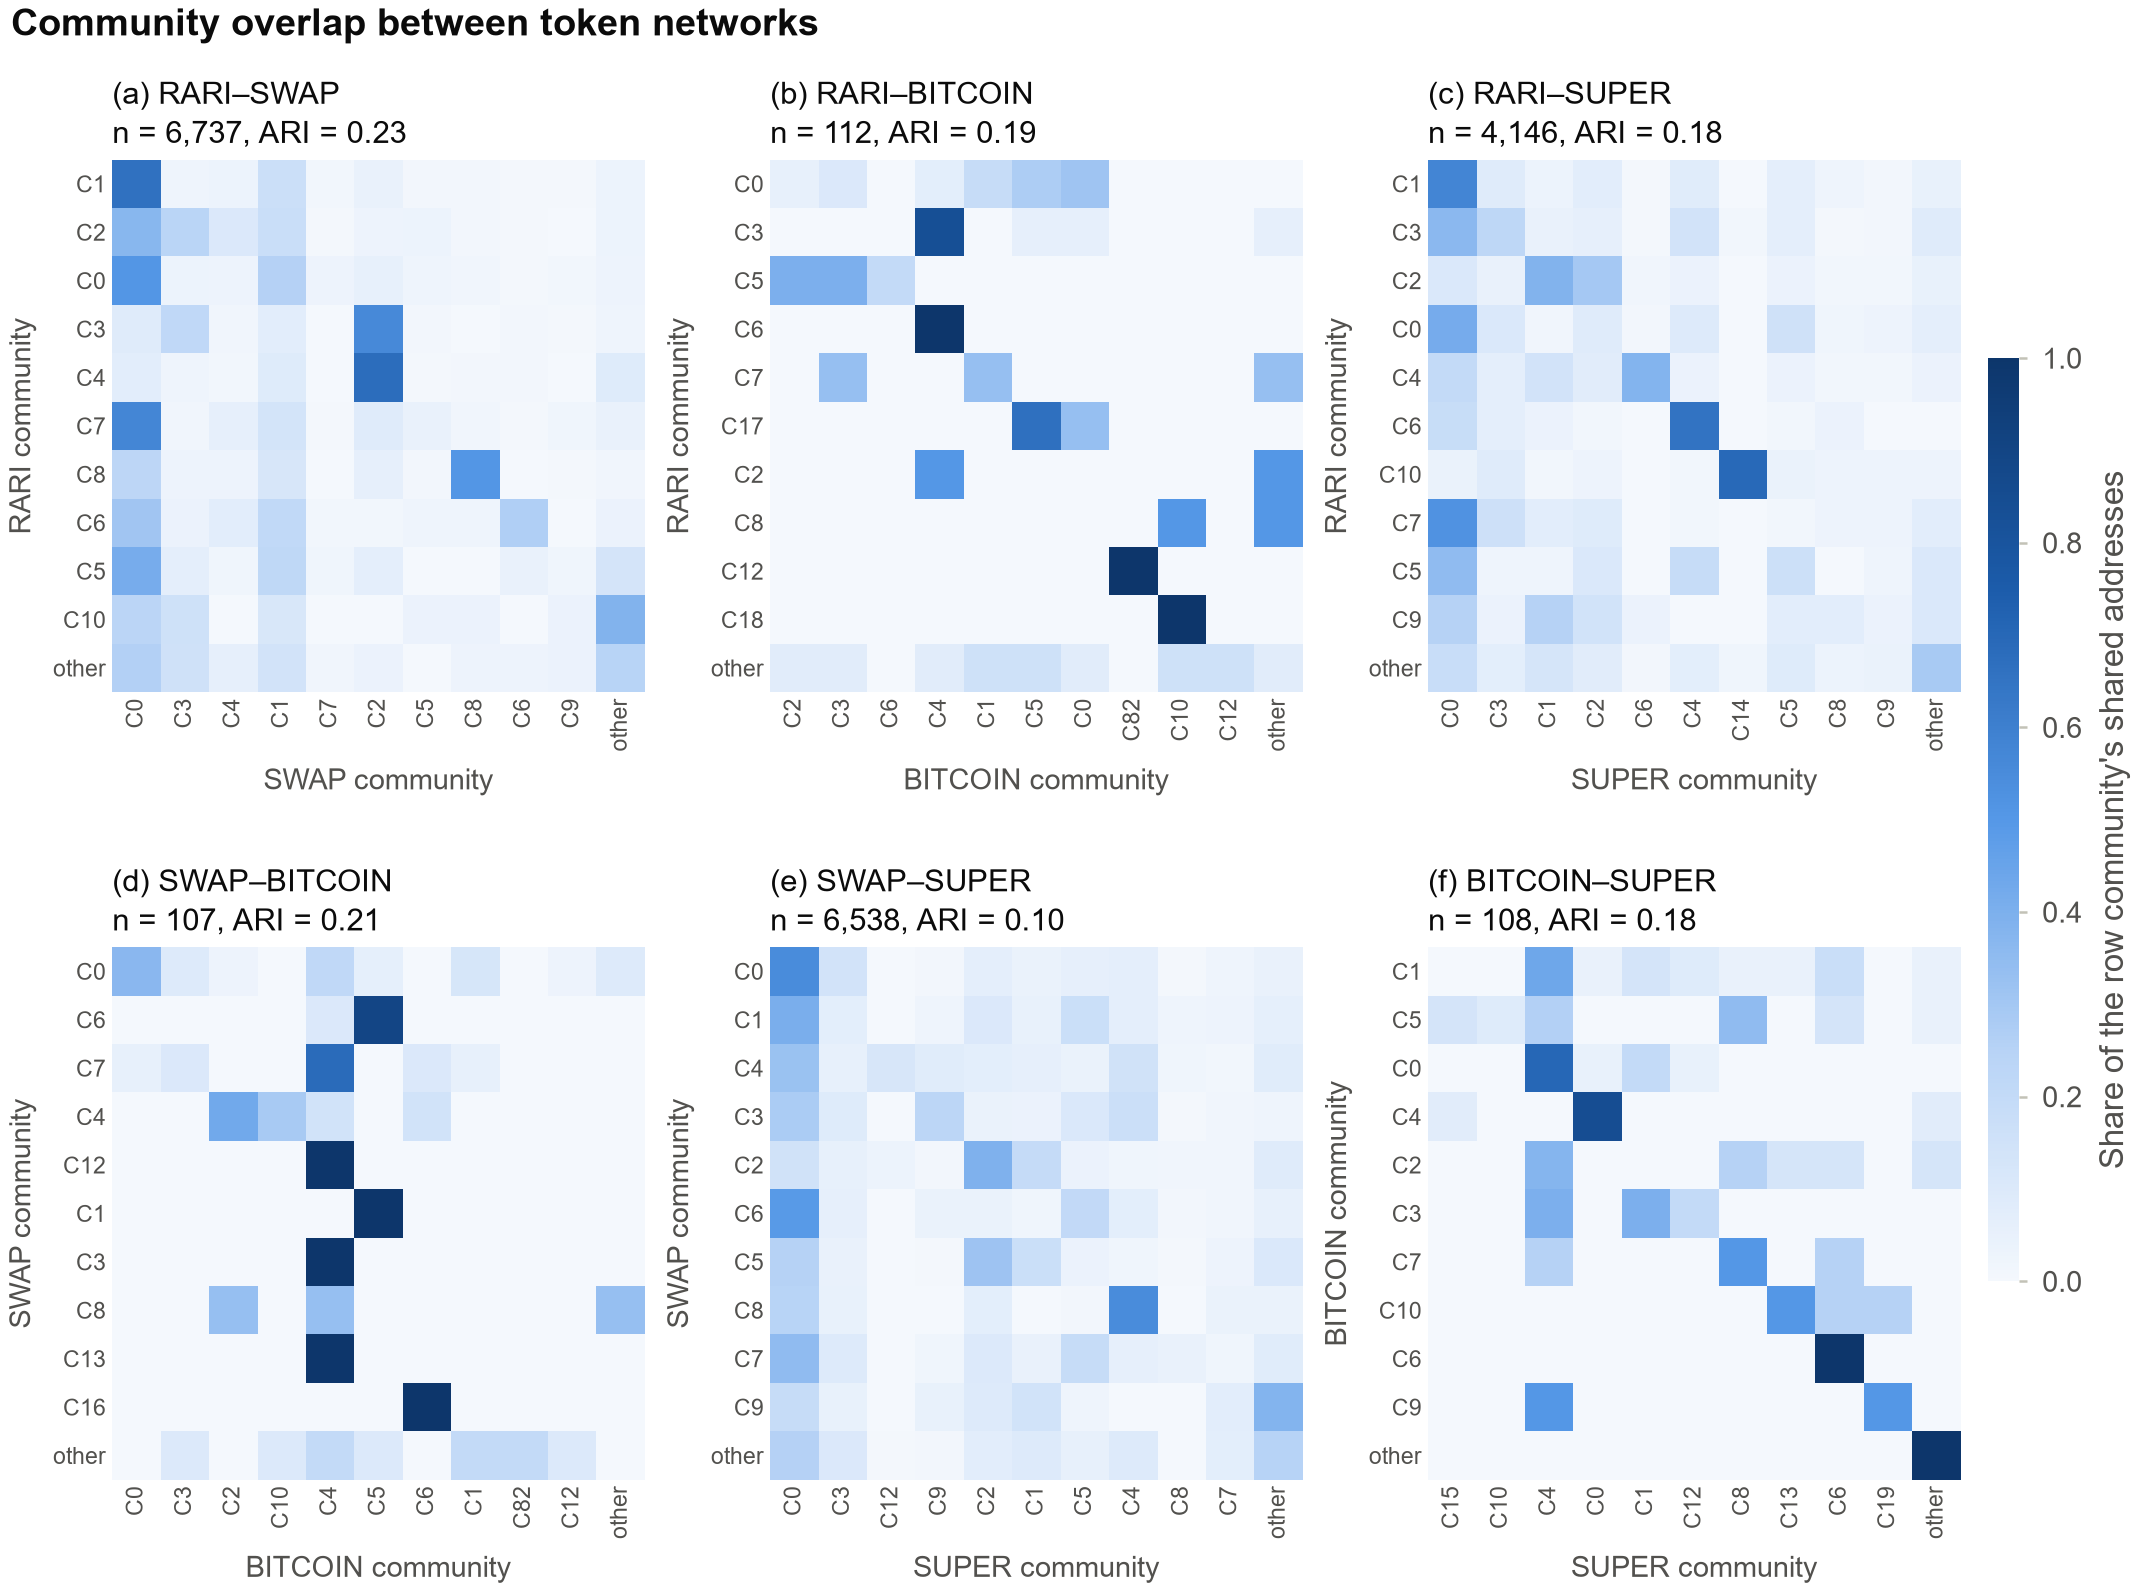 Community overlap between token networks
(a) RARI–SWAP
n = 6,737, ARI = 0.23
C1
C2
C0
C3
C4
C7
C8
C6
C5
C10
other
RARI community
C0 C3 C4 C1 C7 C2 C5 C8 C6 C9 other
SWAP community
(b) RARI–BITCOIN
n = 112, ARI = 0.19
C0
C3
C5
C6
C7
C17
C2
C8
C12
C18
other
RARI community
C2 C3 C6 C4 C1 C5 C0 C82 C10 C12 other
BITCOIN community
(c) RARI–SUPER
n = 4,146, ARI = 0.18
C1
C3
C2
C0
C4
C6
C10
C7
C5
C9
other
RARI community
C0 C3 C1 C2 C6 C4 C14 C5 C8 C9 other
SUPER community
(d) SWAP–BITCOIN
n = 107, ARI = 0.21
C0
C6
C7
C4
C12
C1
C3
C8
C13
C16
other
SWAP community
C0 C3 C2 C10 C4 C5 C6 C1 C82 C12 other
BITCOIN community
(e) SWAP–SUPER
n = 6,538, ARI = 0.10
C0
C1
C4
C3
C2
C6
C5
C8
C7
C9
other
SWAP community
C0 C3 C12 C9 C2 C1 C5 C4 C8 C7 other
SUPER community
(f) BITCOIN–SUPER
n = 108, ARI = 0.18
C1
C5
C0
C4
C2
C3
C7
C10
C6
C9
other
BITCOIN community
C15 C10 C4 C0 C1 C12 C8 C13 C6 C19 other
SUPER community
1.0
0.8
0.6
0.4
0.2
0.0
Share of the row community's shared addresses